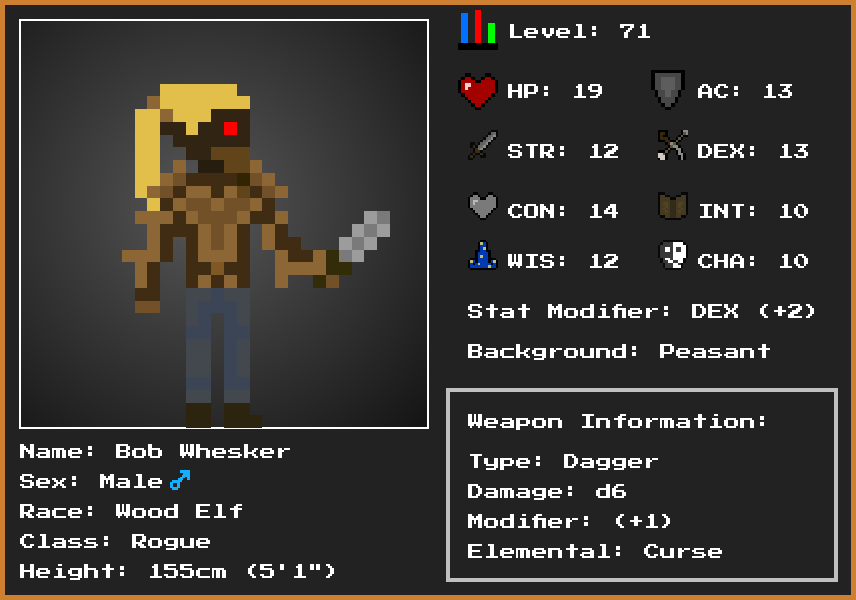 Level: 71
HP: 19
AC: 13
STR: 12
DEX: 13
CON: 14
INT: 10
WIS: 12
CHA: 10
Stat Modifier: DEX (+2)
Background: Peasant
Weapon Information:
Type: Dagger
Damage: d6
Modifier: (+1)
Elemental: Curse
Name: Bob Whesker
Sex: Male ♂
Race: Wood Elf
Class: Rogue
Height: 155cm (5'1")